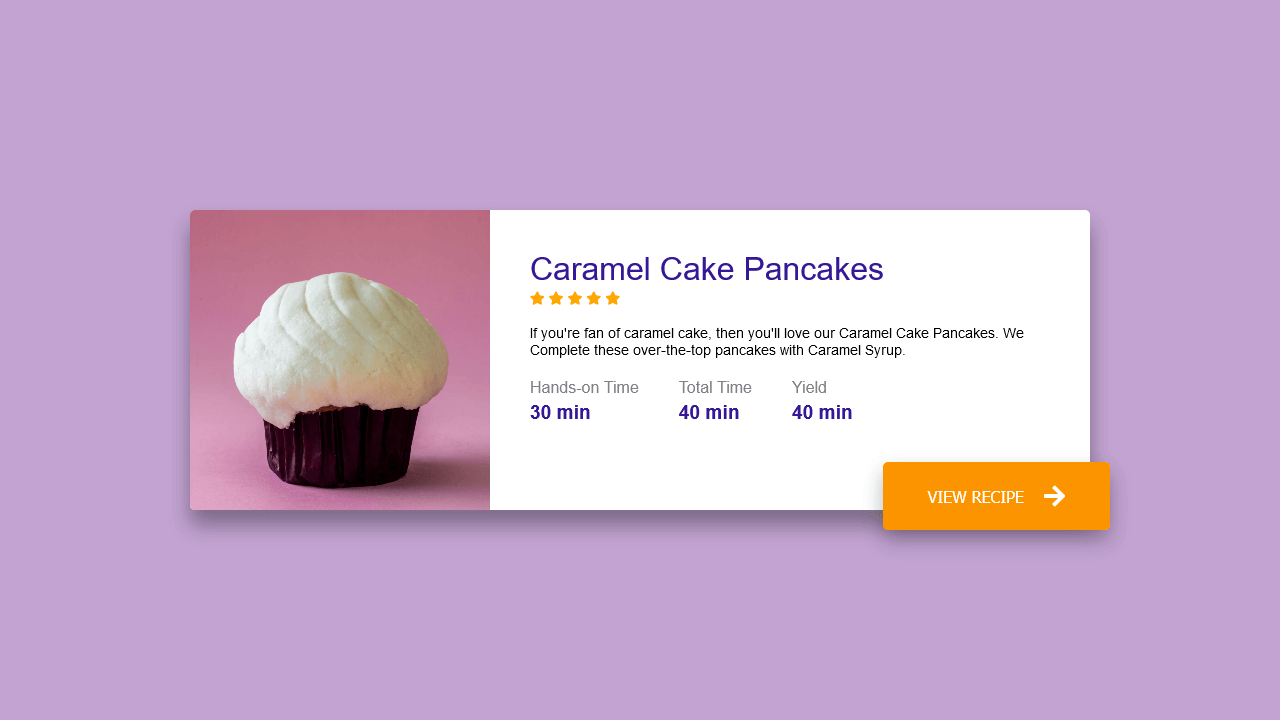 Caramel Cake Pancakes
If you're fan of caramel cake, then you'll love our Caramel Cake Pancakes. We
Complete these over-the-top pancakes with Caramel Syrup.
Hands-on Time
30 min
Total Time
40 min
Yield
40 min
VIEW RECIPE